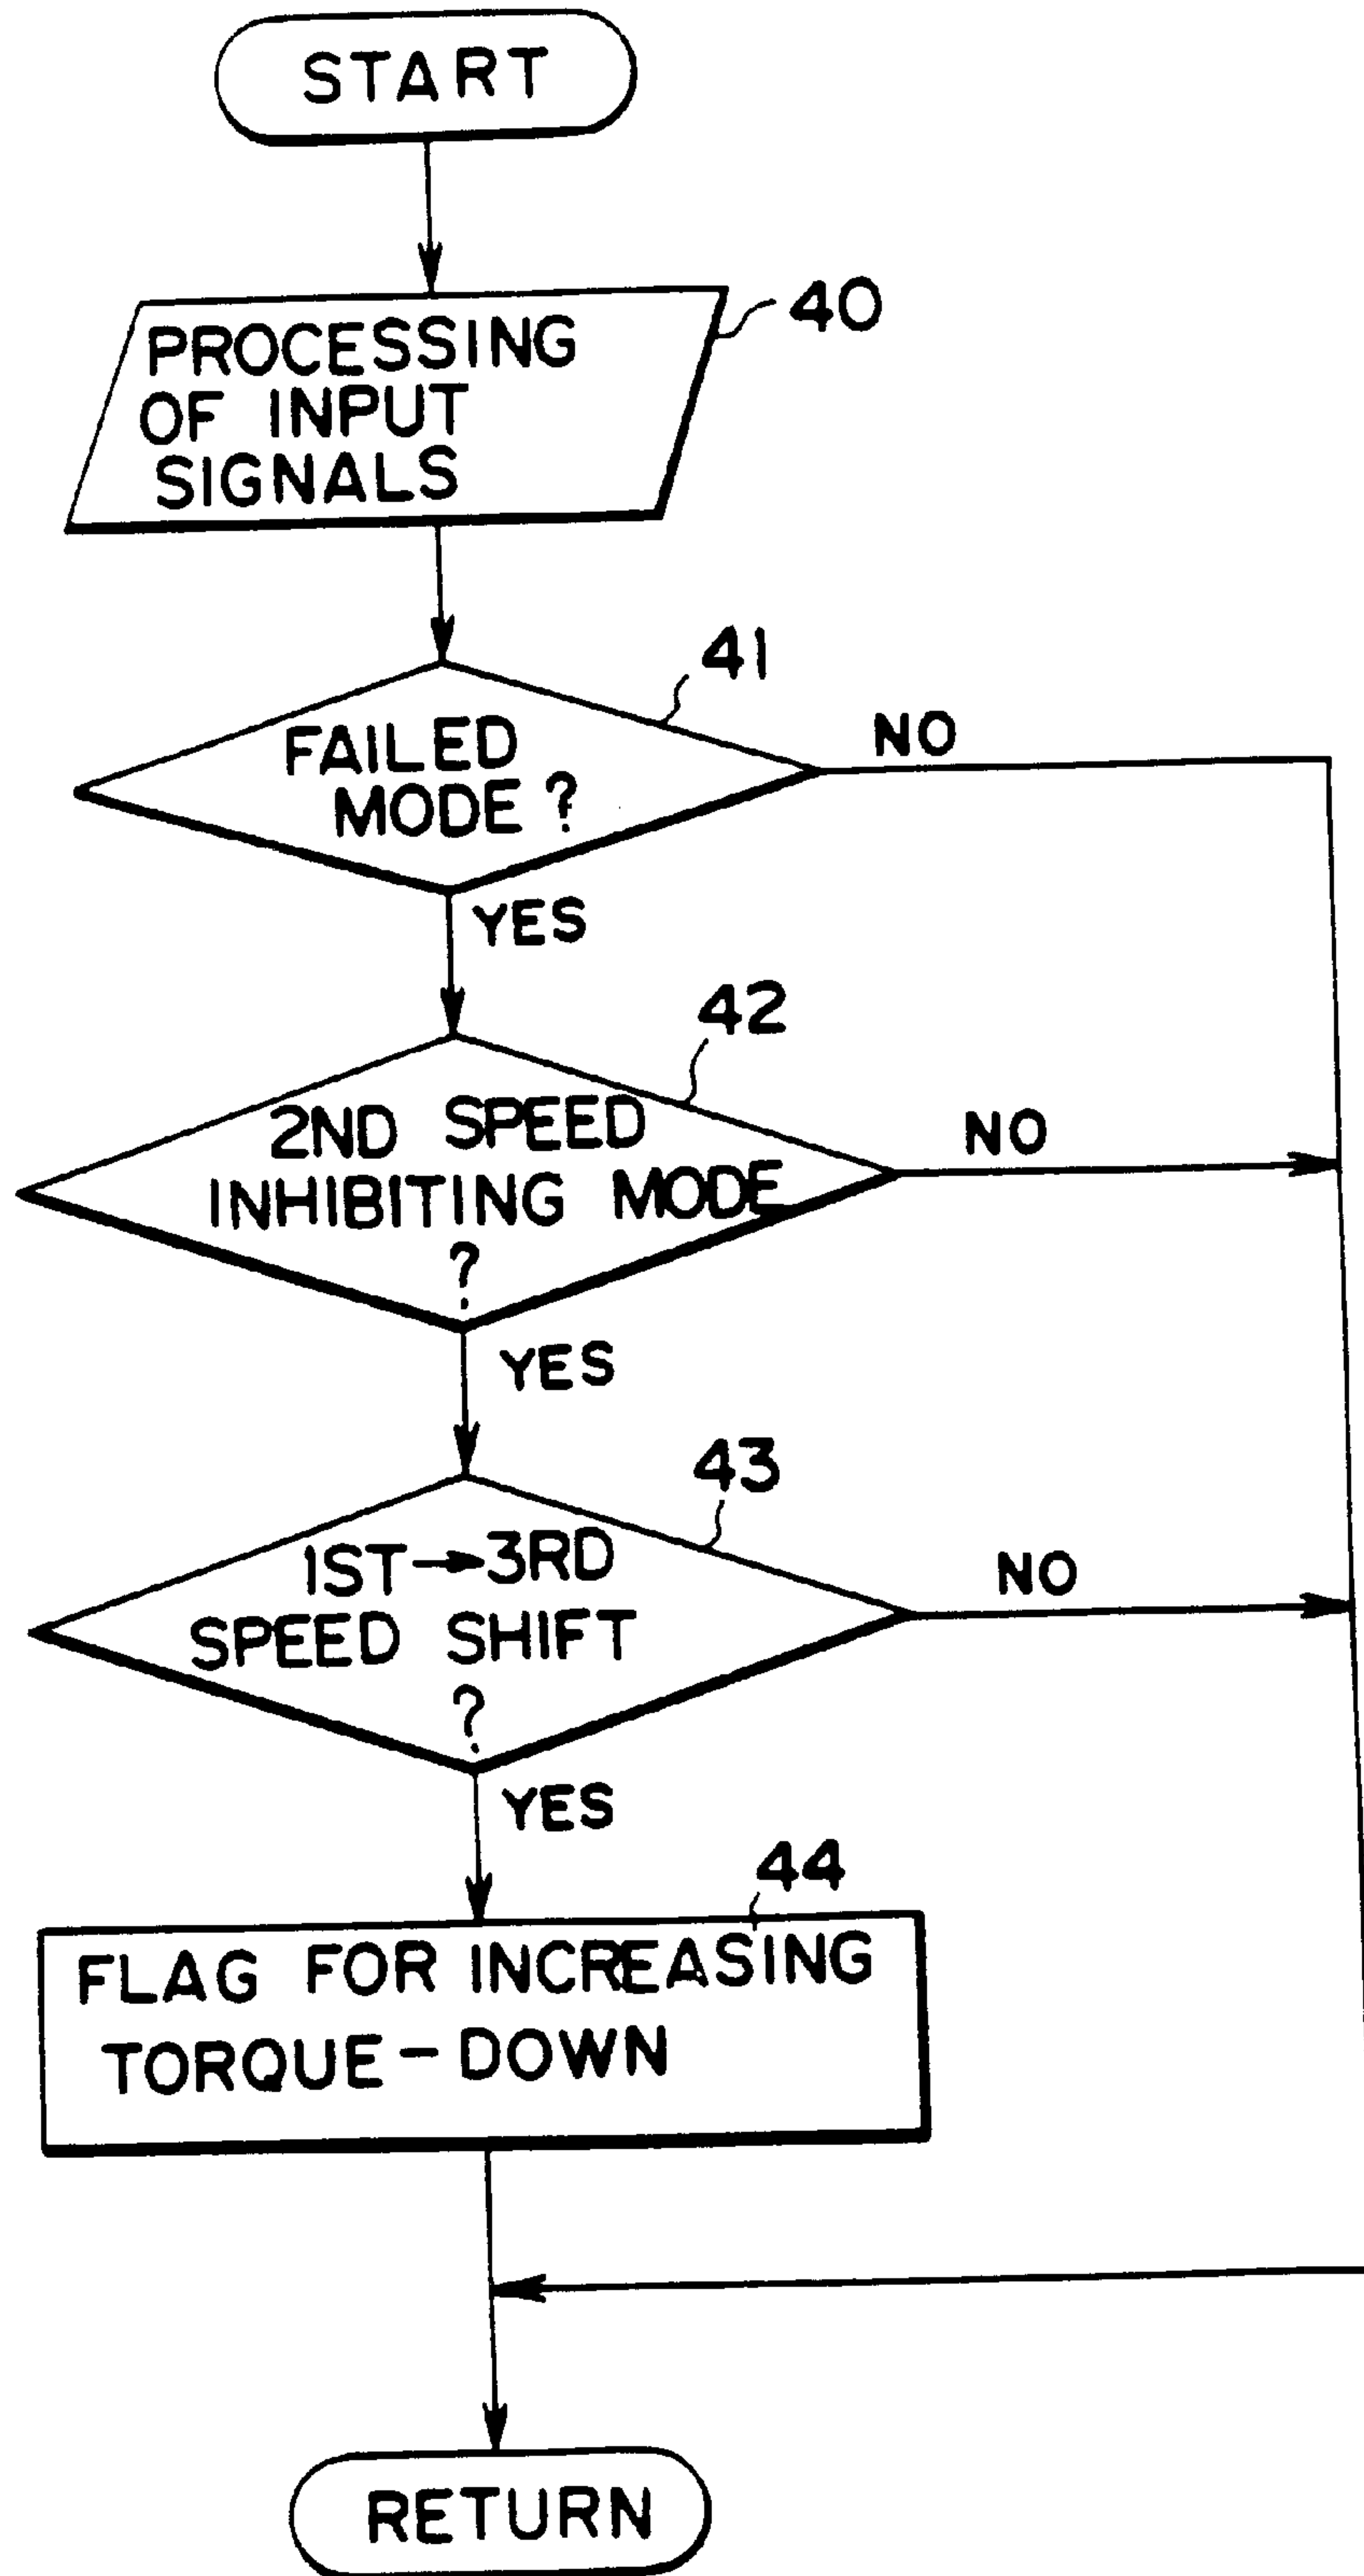 START
PROCESSING
OF INPUT
SIGNALS
40
41
FAILED
MODE ?
NO
YES
42
2ND SPEED
INHIBITING MODE
?
NO
YES
43
1ST→3RD
SPEED SHIFT
?
NO
YES
44
FLAG FOR INCREASING
TORQUE-DOWN
RETURN